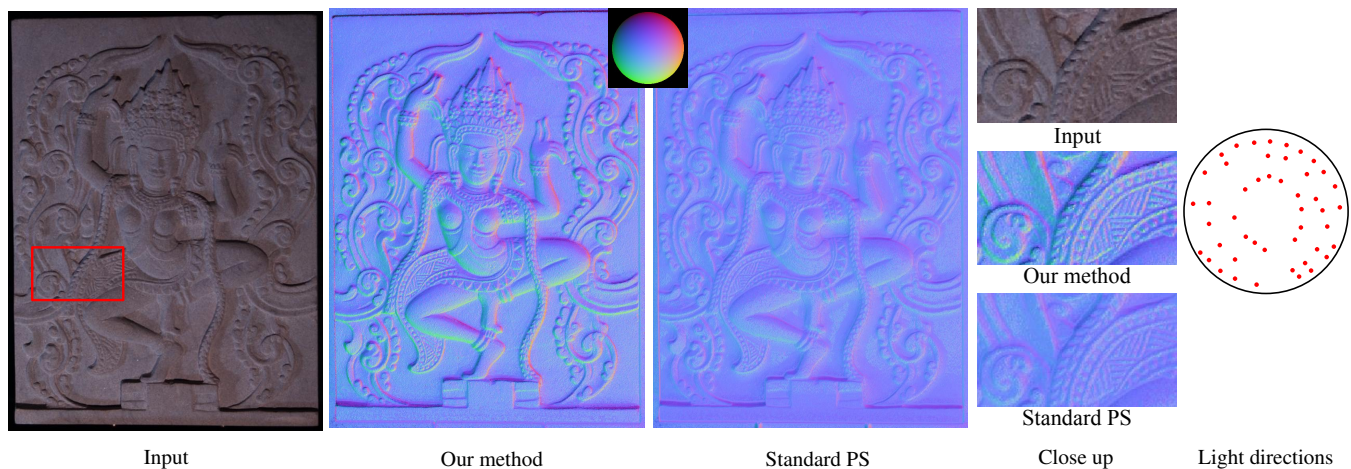 Input
Our method
Standard PS
Input
Our method
Standard PS
Close up
Light directions